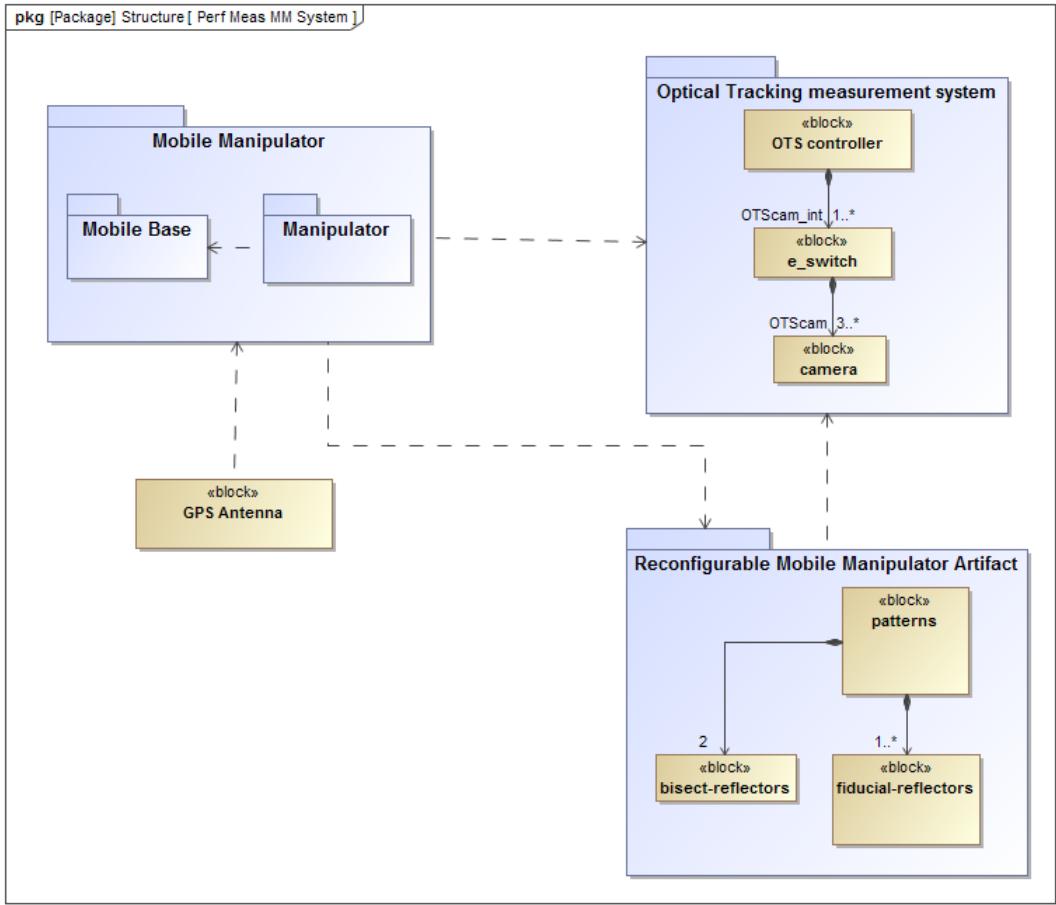 pkg [Package] Structure [ Perf Meas MM System ]
Mobile Manipulator
Mobile Base
Manipulator
Optical Tracking measurement system
«block»
OTS controller
OTScam_int 1..*
«block»
e_switch
OTScam 3..*
«block»
camera
«block»
GPS Antenna
Reconfigurable Mobile Manipulator Artifact
«block»
patterns
2
1..*
«block»
bisect-reflectors
«block»
fiducial-reflectors